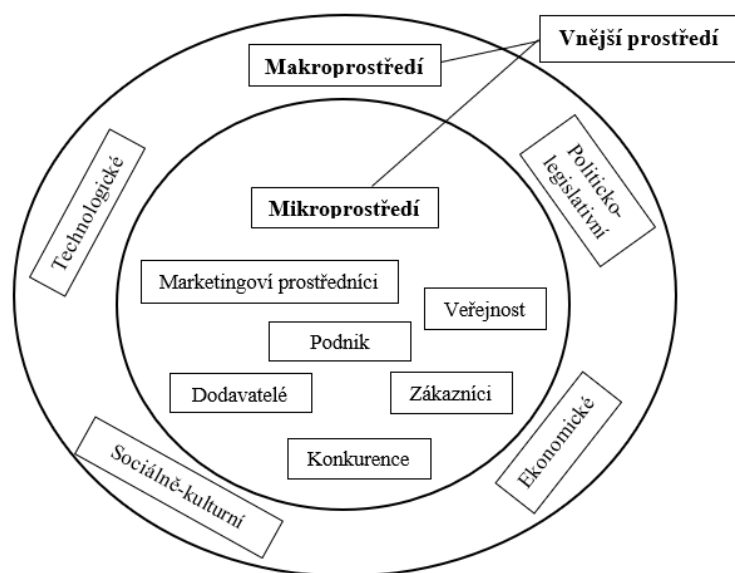 Vnější prostředí
Makroprostředí
Technologické
Politicko-
legislativní
Mikroprostředí
Marketingoví prostředníci
Veřejnost
Podnik
Dodavatelé
Zákazníci
Konkurence
Sociálně-kulturní
Ekonomické